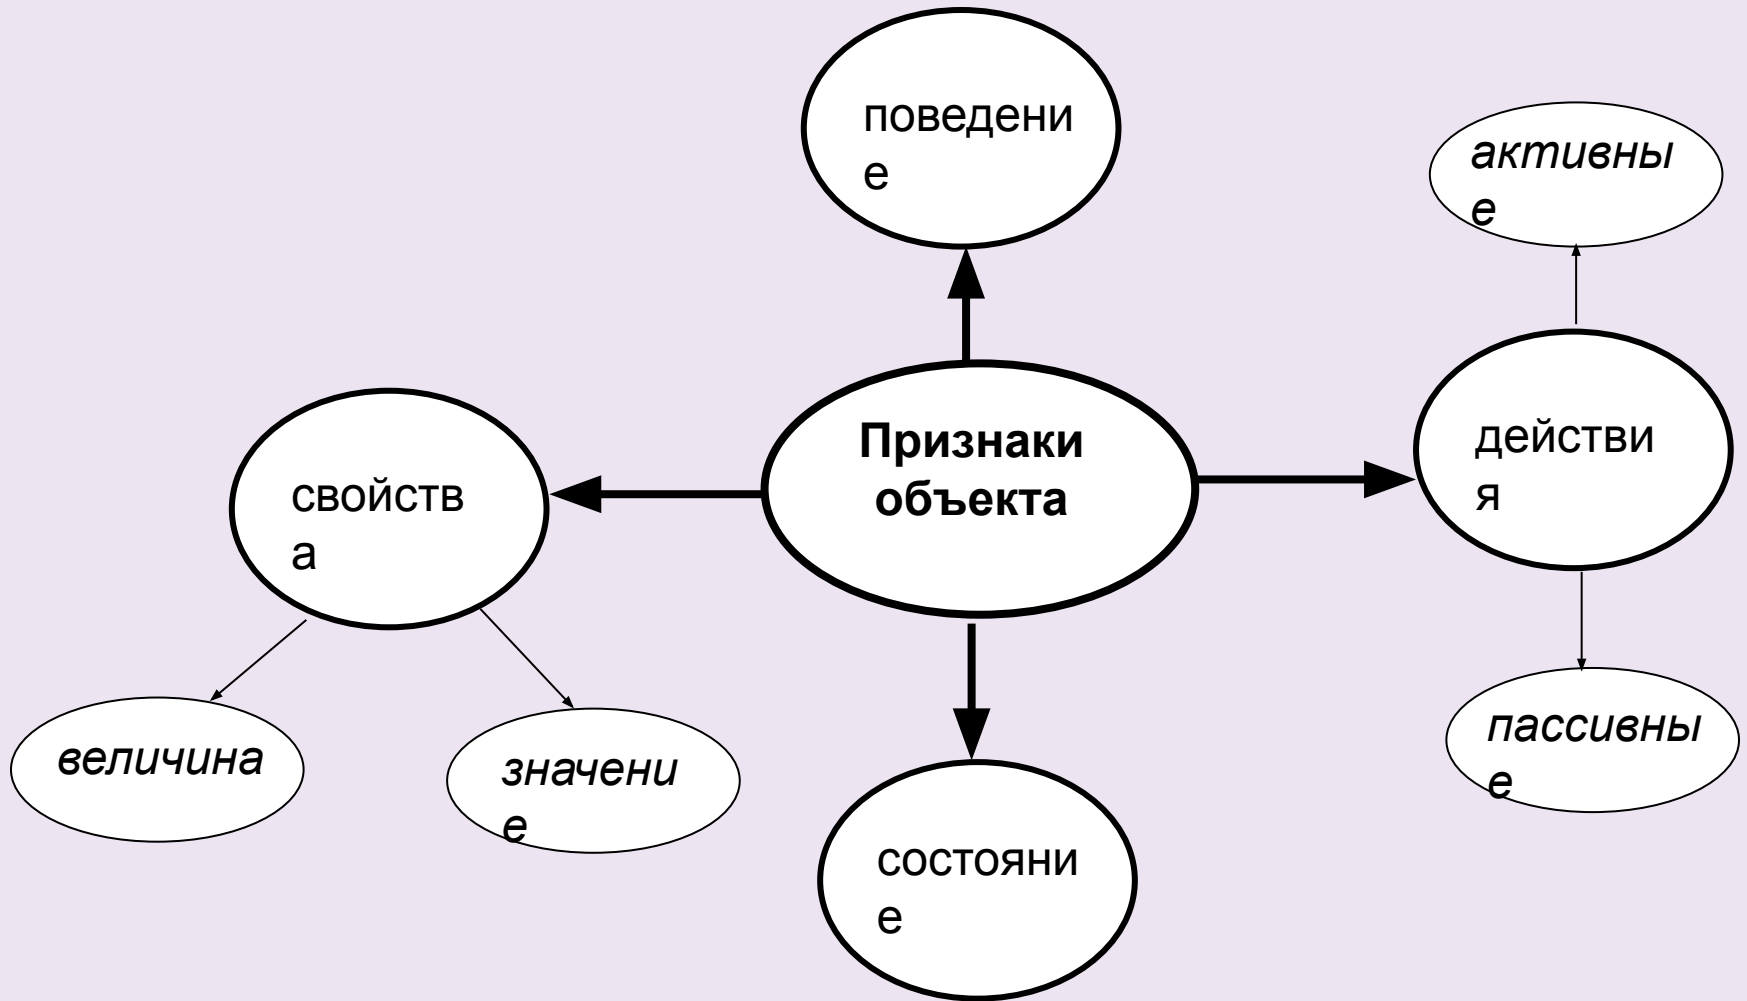 поведени
е
активны
е
Признаки
объекта
действи
я
свойств
а
величина
значени
е
состояни
е
пассивны
е